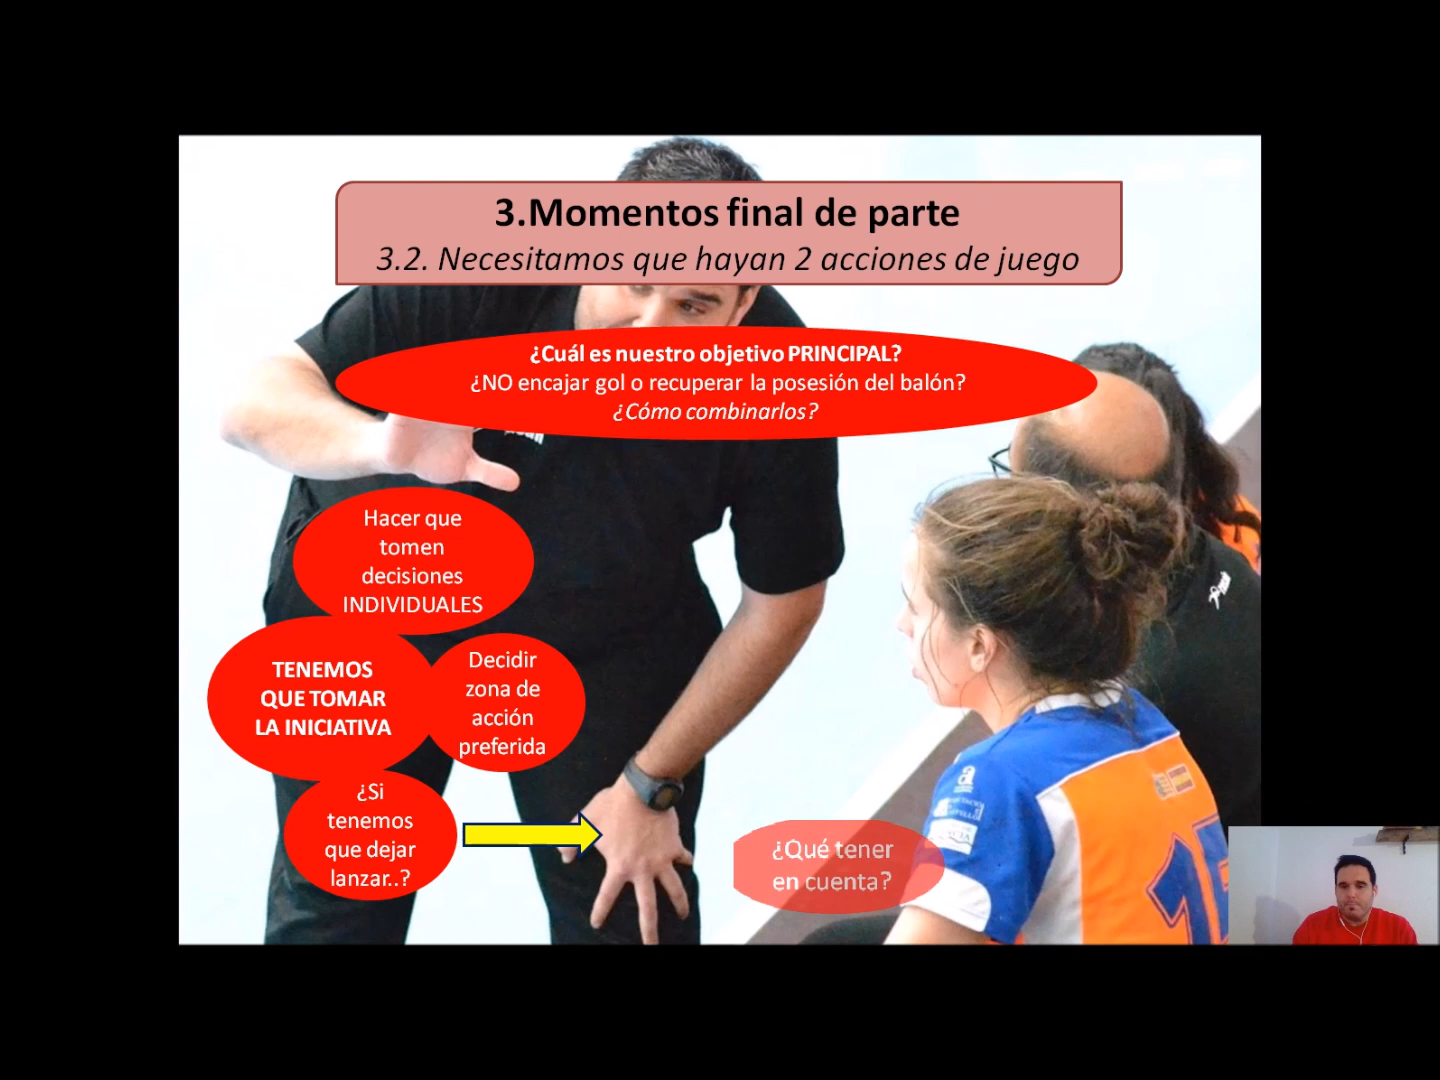 3.Momentos final de parte
3.2. Necesitamos que hayan 2 acciones de juego
¿Cuál es nuestro objetivo PRINCIPAL?
¿NO encajar gol o recuperar la posesión del balón?
¿Cómo combinarlos?
Hacer que
tomen
decisiones
INDIVIDUALES
TENEMOS
QUE TOMAR
LA INICIATIVA
Decidir
zona de
acción
preferida
¿Si
tenemos
que dejar
lanzar..?
¿Qué tener
en cuenta?